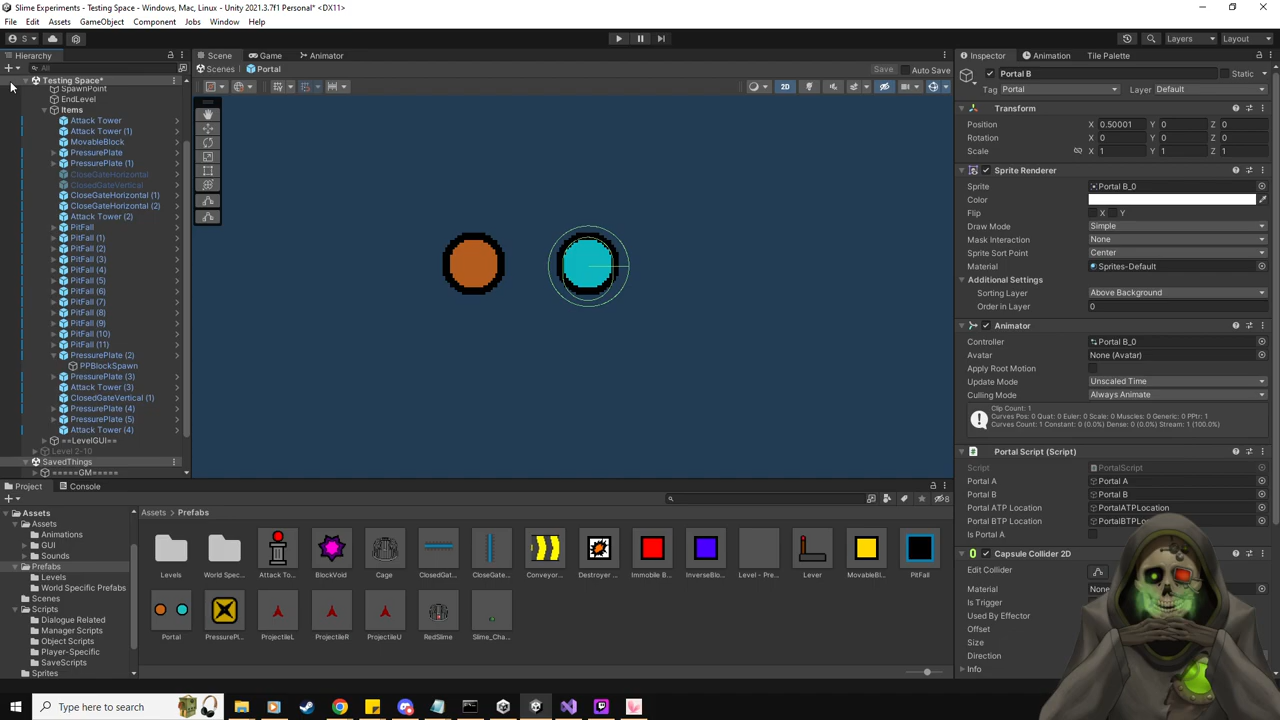 Slime Experiments - Windows, Mac, Linux - Unity 2021.3.7f1 Personal* <DX11>
File Edit Assets GameObject Component Jobs Window Help
S Layers Layout
Hierarchy Scene Game Animator Inspector Animation Tile Palette
All Scenes Portal Save Auto Save Portal B Static
Testing Space* 2D Tag Portal Layer Default
SpawnPoint
EndLevel
Items
Attack Tower
Attack Tower (1)
MovableBlock
PressurePlate
PressurePlate (1)
CloseGateHorizontal
ClosedGateVertical
CloseGateHorizontal (1)
CloseGateHorizontal (2)
Attack Tower (2)
PitFall
PitFall (1)
PitFall (2)
PitFall (3)
PitFall (4)
PitFall (5)
PitFall (6)
PitFall (7)
PitFall (8)
PitFall (9)
PitFall (10)
PitFall (11)
PressurePlate (2)
PPBlockSpawn
PressurePlate (3)
Attack Tower (3)
ClosedGateVertical (1)
PressurePlate (4)
PressurePlate (5)
Attack Tower (4)
==LevelGUI==
Level 2-10
SavedThings
=====GM=====
Transform
Position X 0.50001 Y 0 Z 0
Rotation X 0 Y 0 Z 0
Scale X 1 Y 1 Z 1
Sprite Renderer
Sprite Portal B_0
Color
Flip X Y
Draw Mode Simple
Mask Interaction None
Sprite Sort Point Center
Material Sprites-Default
Additional Settings
Sorting Layer Above Background
Order in Layer 0
Animator
Controller Portal B_0
Avatar None (Avatar)
Apply Root Motion
Update Mode Unscaled Time
Culling Mode Always Animate
Clip Count: 1
Curves Pos: 0 Quat: 0 Euler: 0 Scale: 0 Muscles: 0 Generic: 0 PPtr: 1
Curves Count: 1 Constant: 0 (0.0%) Dense: 0 (0.0%) Stream: 1 (100.0%)
Portal Script (Script)
Script PortalScript
Portal A Portal A
Portal B Portal B
Portal ATP Location PortalATPLocation
Portal BTP Location PortalBTPLocation
Is Portal A
Capsule Collider 2D
Edit Collider
Material
Is Trigger
Used By Effector
Offset
Size
Direction
Info
Project Console
8
Assets
Assets
Animations
GUI
Sounds
Prefabs
Levels
World Specific Prefabs
Scenes
Scripts
Dialogue Related
Manager Scripts
Object Scripts
Player-Specific
SaveScripts
Sprites
Assets > Prefabs
Levels World Spec... Attack To... BlockVoid Cage ClosedGat... CloseGate... Conveyor... Destroyer ... Immobile B... InverseBlo... Level - Pre... Lever MovableBl... PitFall
Portal PressurePl... ProjectileL ProjectileR ProjectileU RedSlime Slime_Cha...
Type here to search